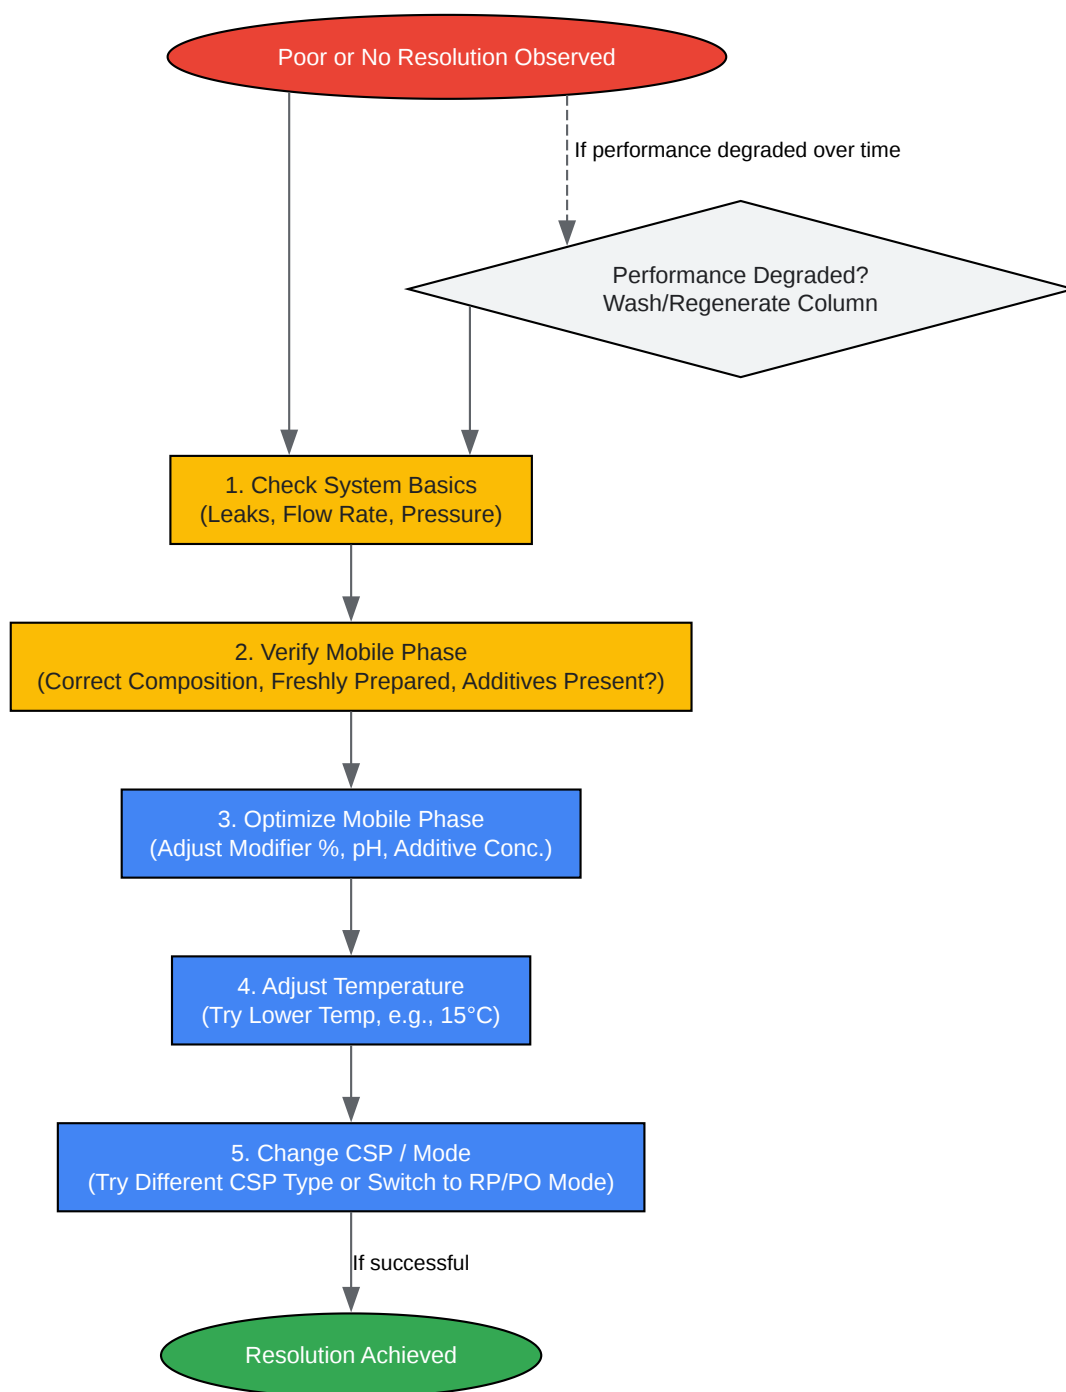 Poor or No Resolution Observed
If performance degraded over time
Performance Degraded?
Wash/Regenerate Column
1. Check System Basics
(Leaks, Flow Rate, Pressure)
2. Verify Mobile Phase
(Correct Composition, Freshly Prepared, Additives Present?)
3. Optimize Mobile Phase
(Adjust Modifier %, pH, Additive Conc.)
4. Adjust Temperature
(Try Lower Temp, e.g., 15°C)
5. Change CSP / Mode
(Try Different CSP Type or Switch to RP/PO Mode)
If successful
Resolution Achieved